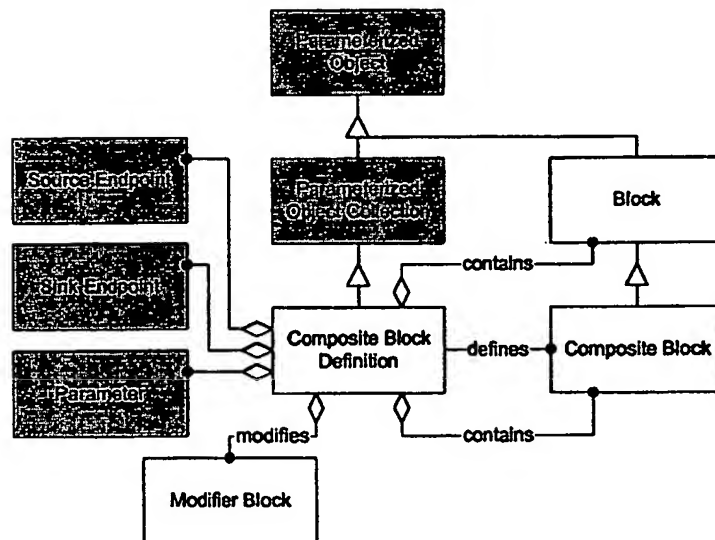 Parameterized
Object
Source Endpoint
Parameterized
Object Collection
Block
contains
Sink Endpoint
Composite Block
Definition
defines
Composite Block
Parameter
modifies
contains
Modifier Block